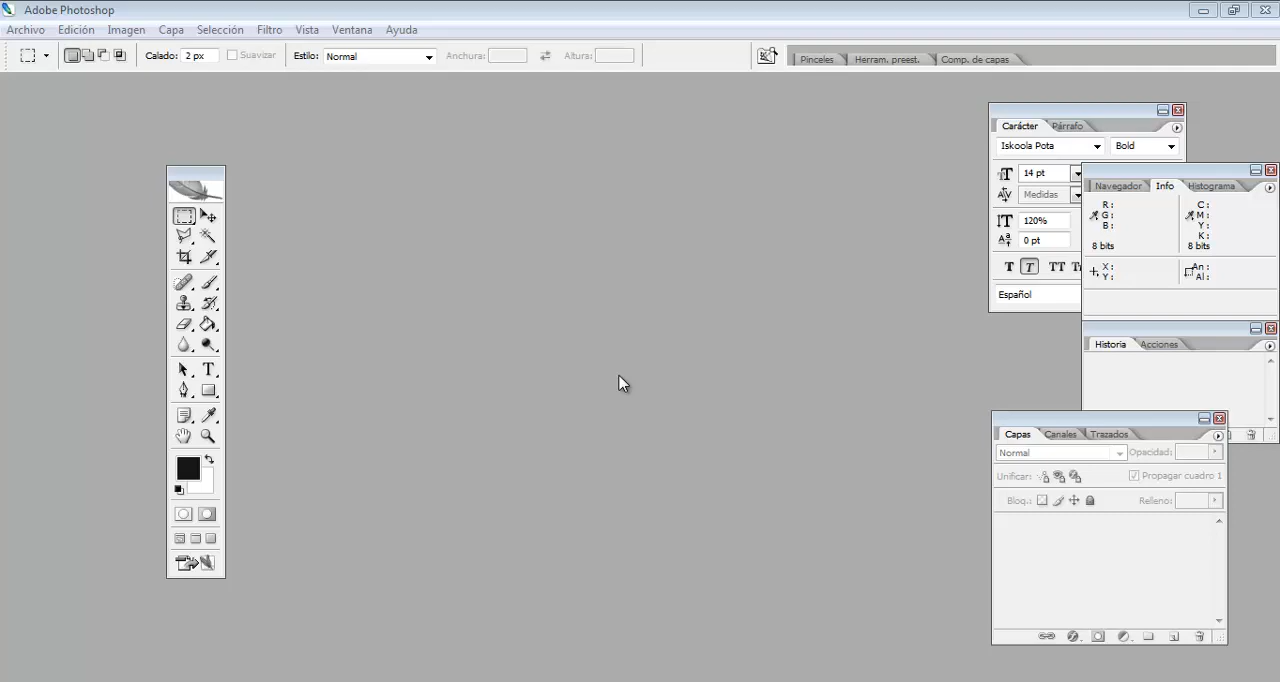 Adobe Photoshop
Archivo Edición Imagen Capa Selección Filtro Vista Ventana Ayuda
Calado: 2 px Suavizar Estilo: Normal Anchura: Altura: Pinceles Herram. preest. Comp. de capas
Carácter Párrafo
Iskoola Pota Bold
14 pt
Medidas
120%
0 pt
T T TT
Español
Navegador Info Histograma
R: C:
G: M:
B: Y:
K:
8 bits 8 bits
X: An:
Y: Al:
Historia Acciones
Capas Canales Trazados
Normal Opacidad:
Unificar: Propagar cuadro 1
Bloq.: Relleno: